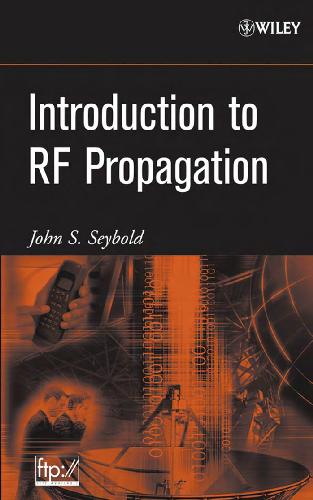 WILEY
Introduction to
RF Propagation
John S. Seybold
ftp://